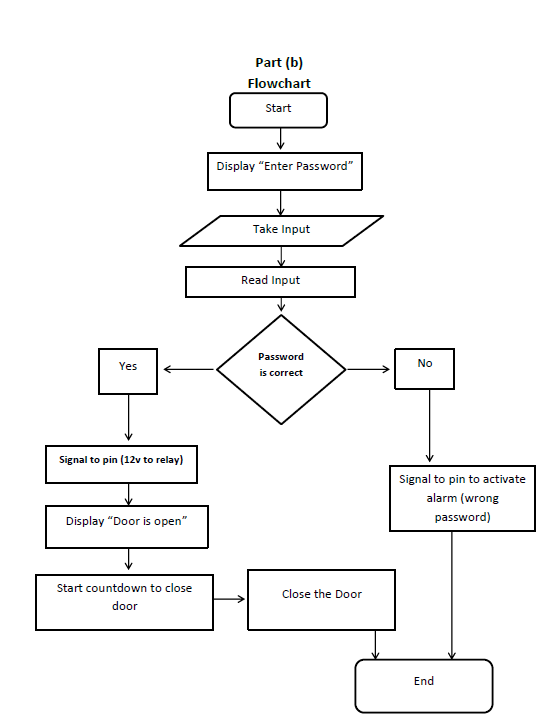 Part (b)
Flowchart
Start
Display “Enter Password”
Take Input
Read Input
Password
is correct
Yes
No
Signal to pin (12v to relay)
Signal to pin to activate
alarm (wrong
password)
Display “Door is open”
Start countdown to close
door
Close the Door
End